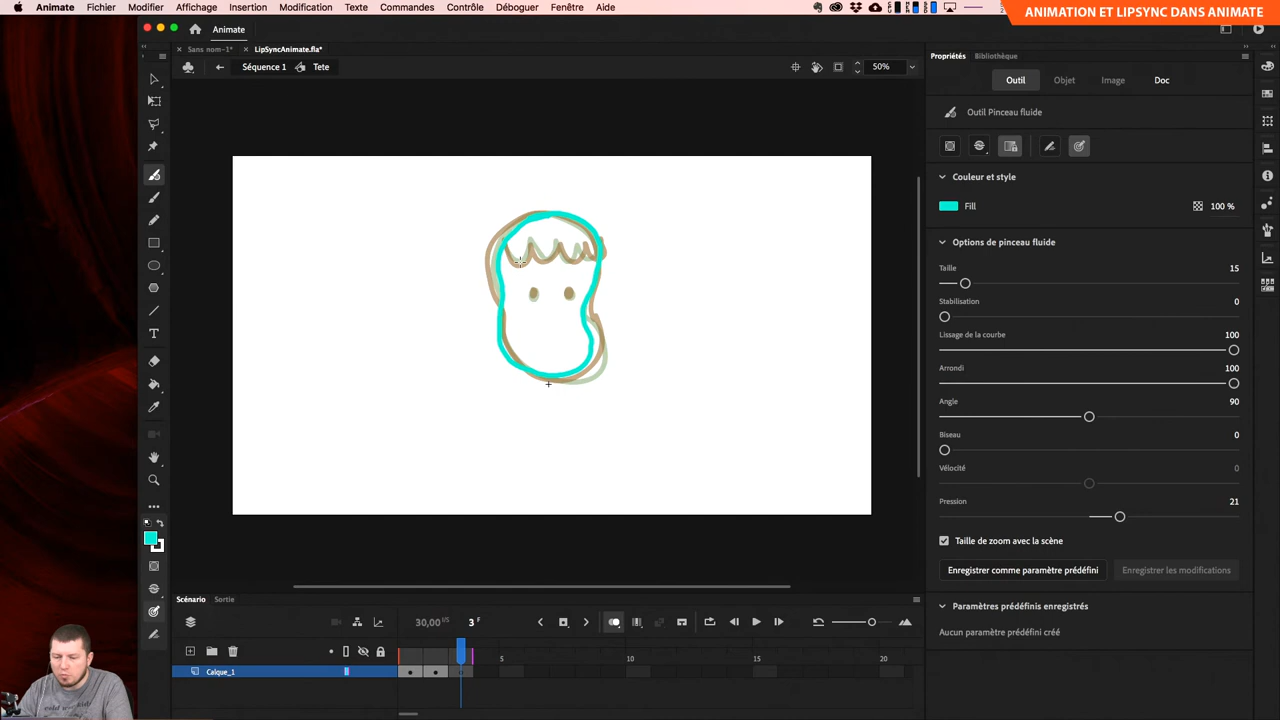 Animate Fichier Modifier Affichage Insertion Modification Texte Commandes Contrôle Déboguer Fenêtre Aide
ANIMATION ET LIPSYNC DANS ANIMATE
Animate
Sans nom-1* LipSyncAnimate.fla*
Séquence 1 Tete 50%
Propriétés Bibliothèque
Outil Objet Image Doc
Outil Pinceau fluide
Couleur et style
Fill 100 %
Options de pinceau fluide
Taille 15
Stabilisation 0
Lissage de la courbe 100
Arrondi 100
Angle 90
Biseau 0
Vélocité 0
Pression 21
Taille de zoom avec la scène
Enregistrer comme paramètre prédéfini Enregistrer les modifications
Paramètres prédéfinis enregistrés
Aucun paramètre prédéfini créé
Scénario Sortie
30,00 I/s 3 F
5 10 15 20
Calque_1